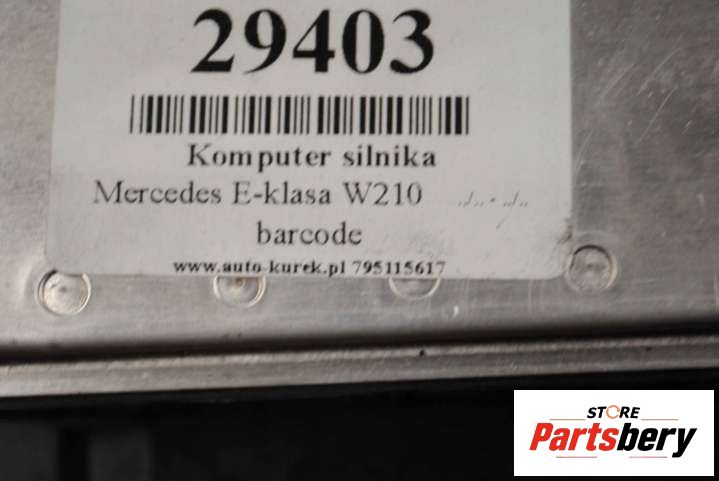 29403
Komputer silnika
Mercedes E-klasa W210 ../.. - ../..
barcode
www.auto-kurek.pl 795115617
STORE
Partsbery